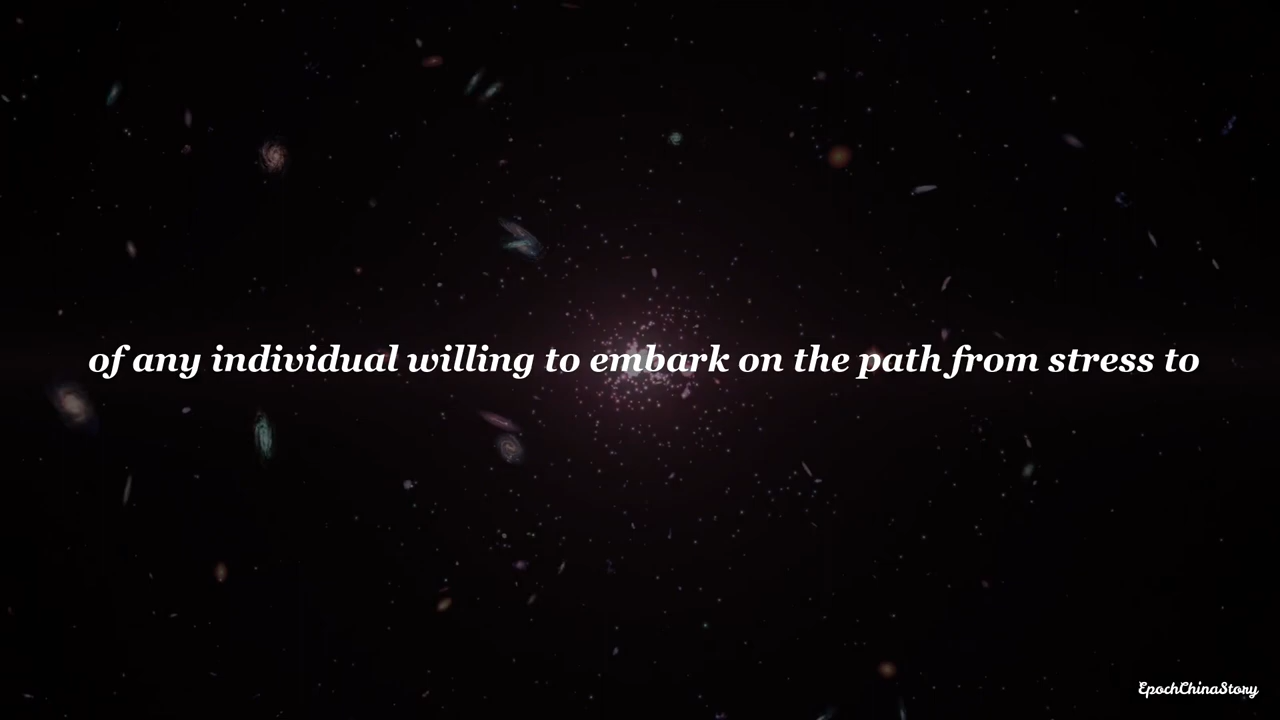 of any individual willing to embark on the path from stress to
EpochChinaStory